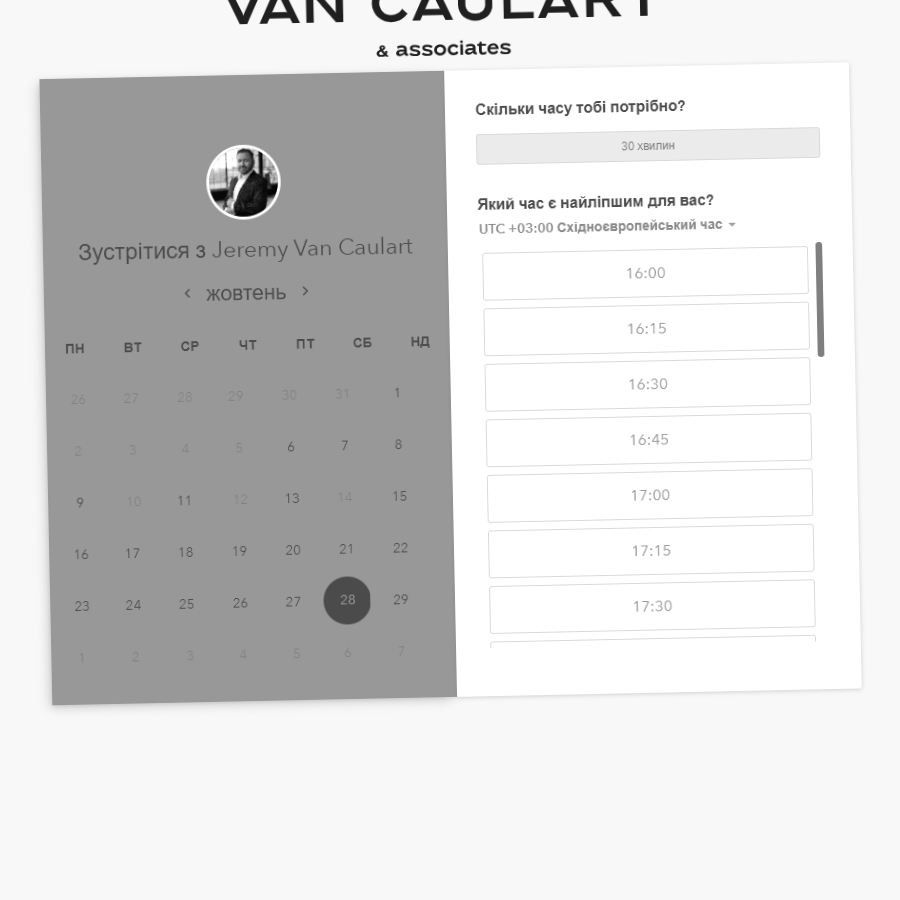 VAN CAULART
& associates
Зустрітися з Jeremy Van Caulart
жовтень
ПН ВТ СР ЧТ ПТ СБ НД
26 27 28 29 30 31 1
2 3 4 5 6 7 8
9 10 11 12 13 14 15
16 17 18 19 20 21 22
23 24 25 26 27 28 29
1 2 3 4 5 6 7
Скільки часу тобі потрібно?
30 хвилин
Який час є найліпшим для вас?
UTC +03:00 Східноєвропейський час
16:00
16:15
16:30
16:45
17:00
17:15
17:30